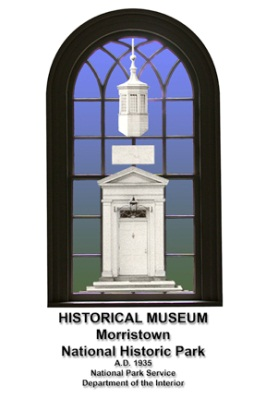 HISTORICAL MUSEUM
Morristown
National Historic Park
A.D. 1935
National Park Service
Department of the Interior